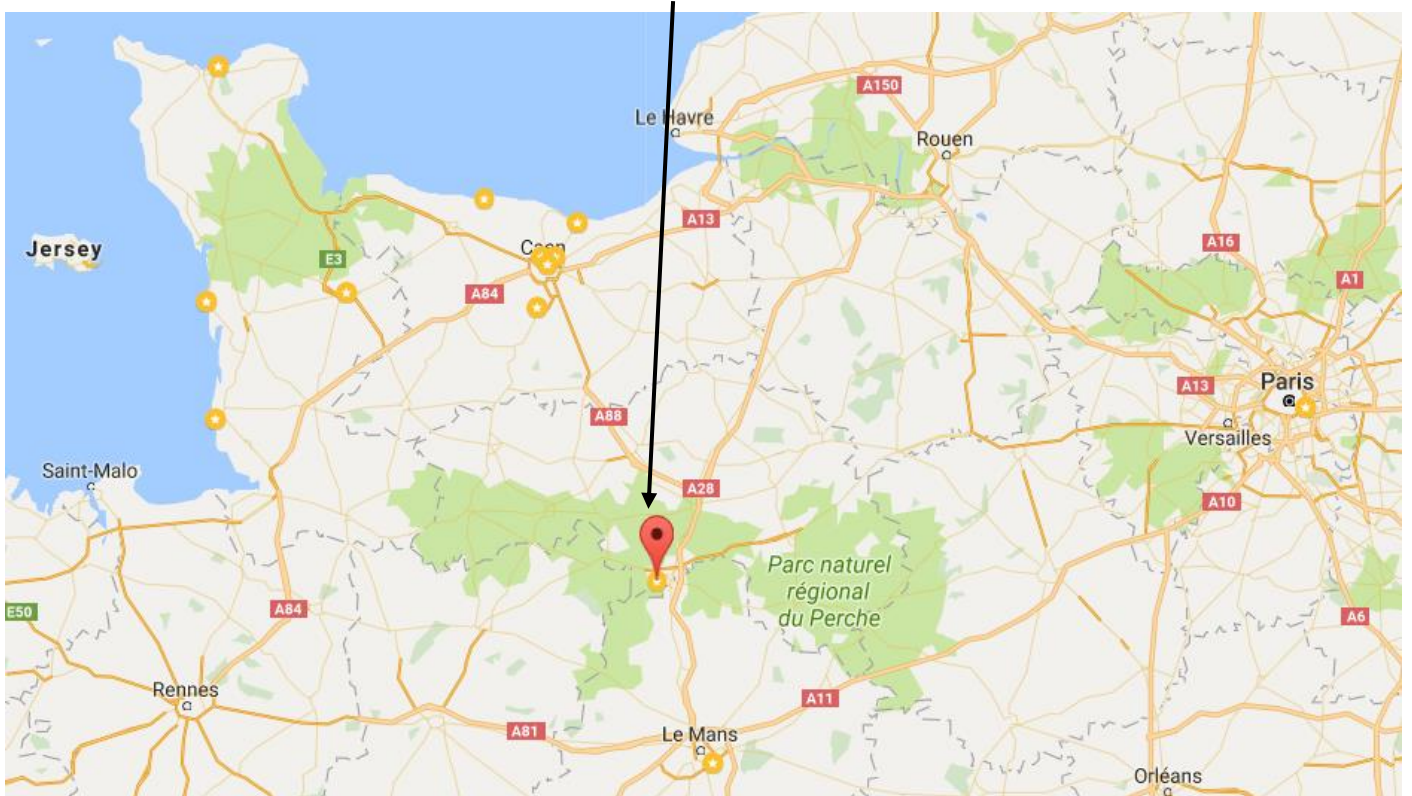 A150
Le Havre
Rouen
A13
A16
Jersey
E3
Caen
A84
A1
A13
Paris
A88
Versailles
Saint-Malo
A28
A10
Parc naturel
régional
du Perche
E50
A84
A6
Rennes
A11
A81
Le Mans
Orléans